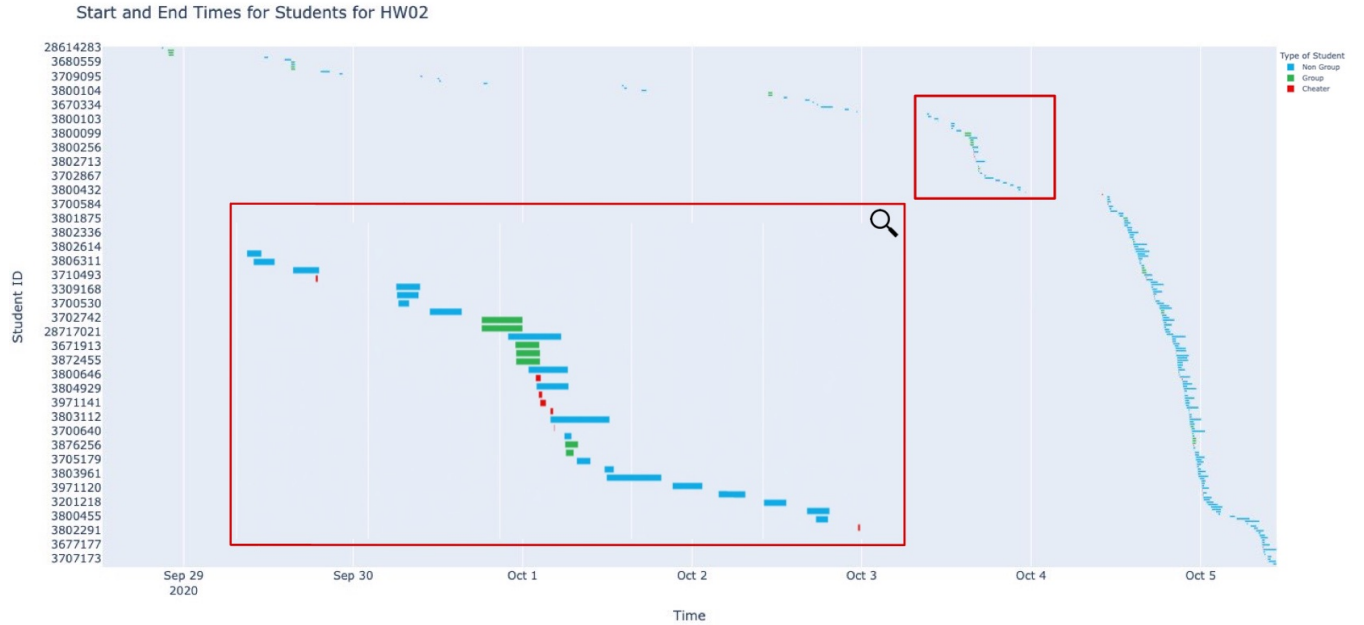 Start and End Times for Students for HW02
28614283
3680559
3709095
3800104
3670334
3800103
3800099
3800256
3802713
3702867
3800432
3700584
3801875
3802336
3802614
3806311
3710493
3309168
3700530
3702742
28717021
3671913
3872455
3800646
3804929
3971141
3803112
3700640
3876256
3705179
3803961
3971120
3201218
3800455
3802291
3677177
3707173
Student ID
Type of Student
Non Group
Group
Cheater
Sep 29
2020
Sep 30
Oct 1
Oct 2
Oct 3
Oct 4
Oct 5
Time